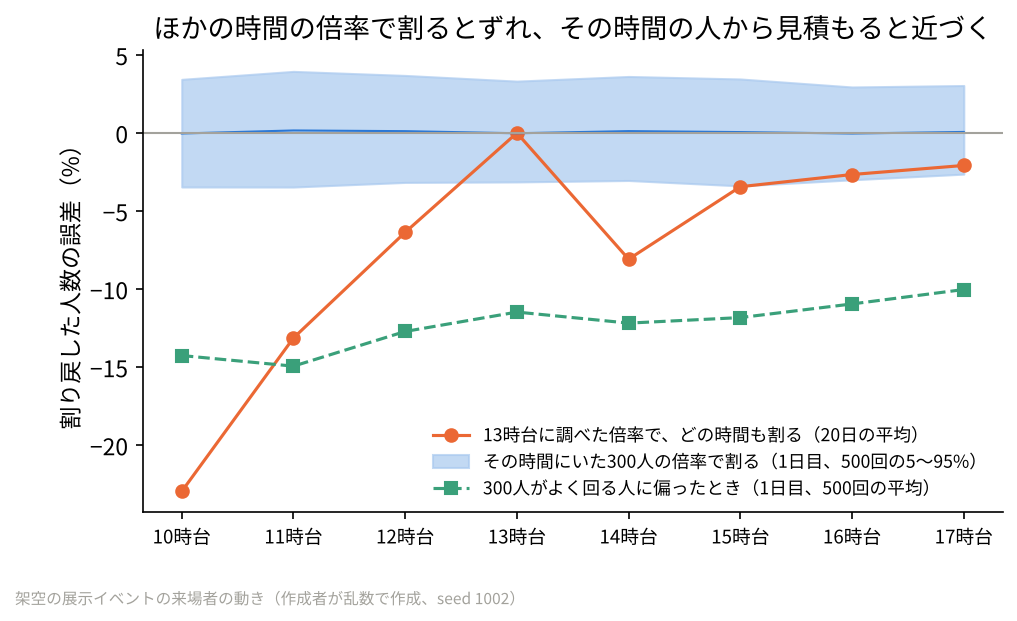 ほかの時間の倍率で割るとずれ、その時間の人から見積もると近づく
割り戻した人数の誤差（%）
5
0
−5
−10
−15
−20
13時台に調べた倍率で、どの時間も割る（20日の平均）
その時間にいた300人の倍率で割る（1日目、500回の5〜95%）
300人がよく回る人に偏ったとき（1日目、500回の平均）
10時台
11時台
12時台
13時台
14時台
15時台
16時台
17時台
架空の展示イベントの来場者の動き（作成者が乱数で作成、seed 1002）